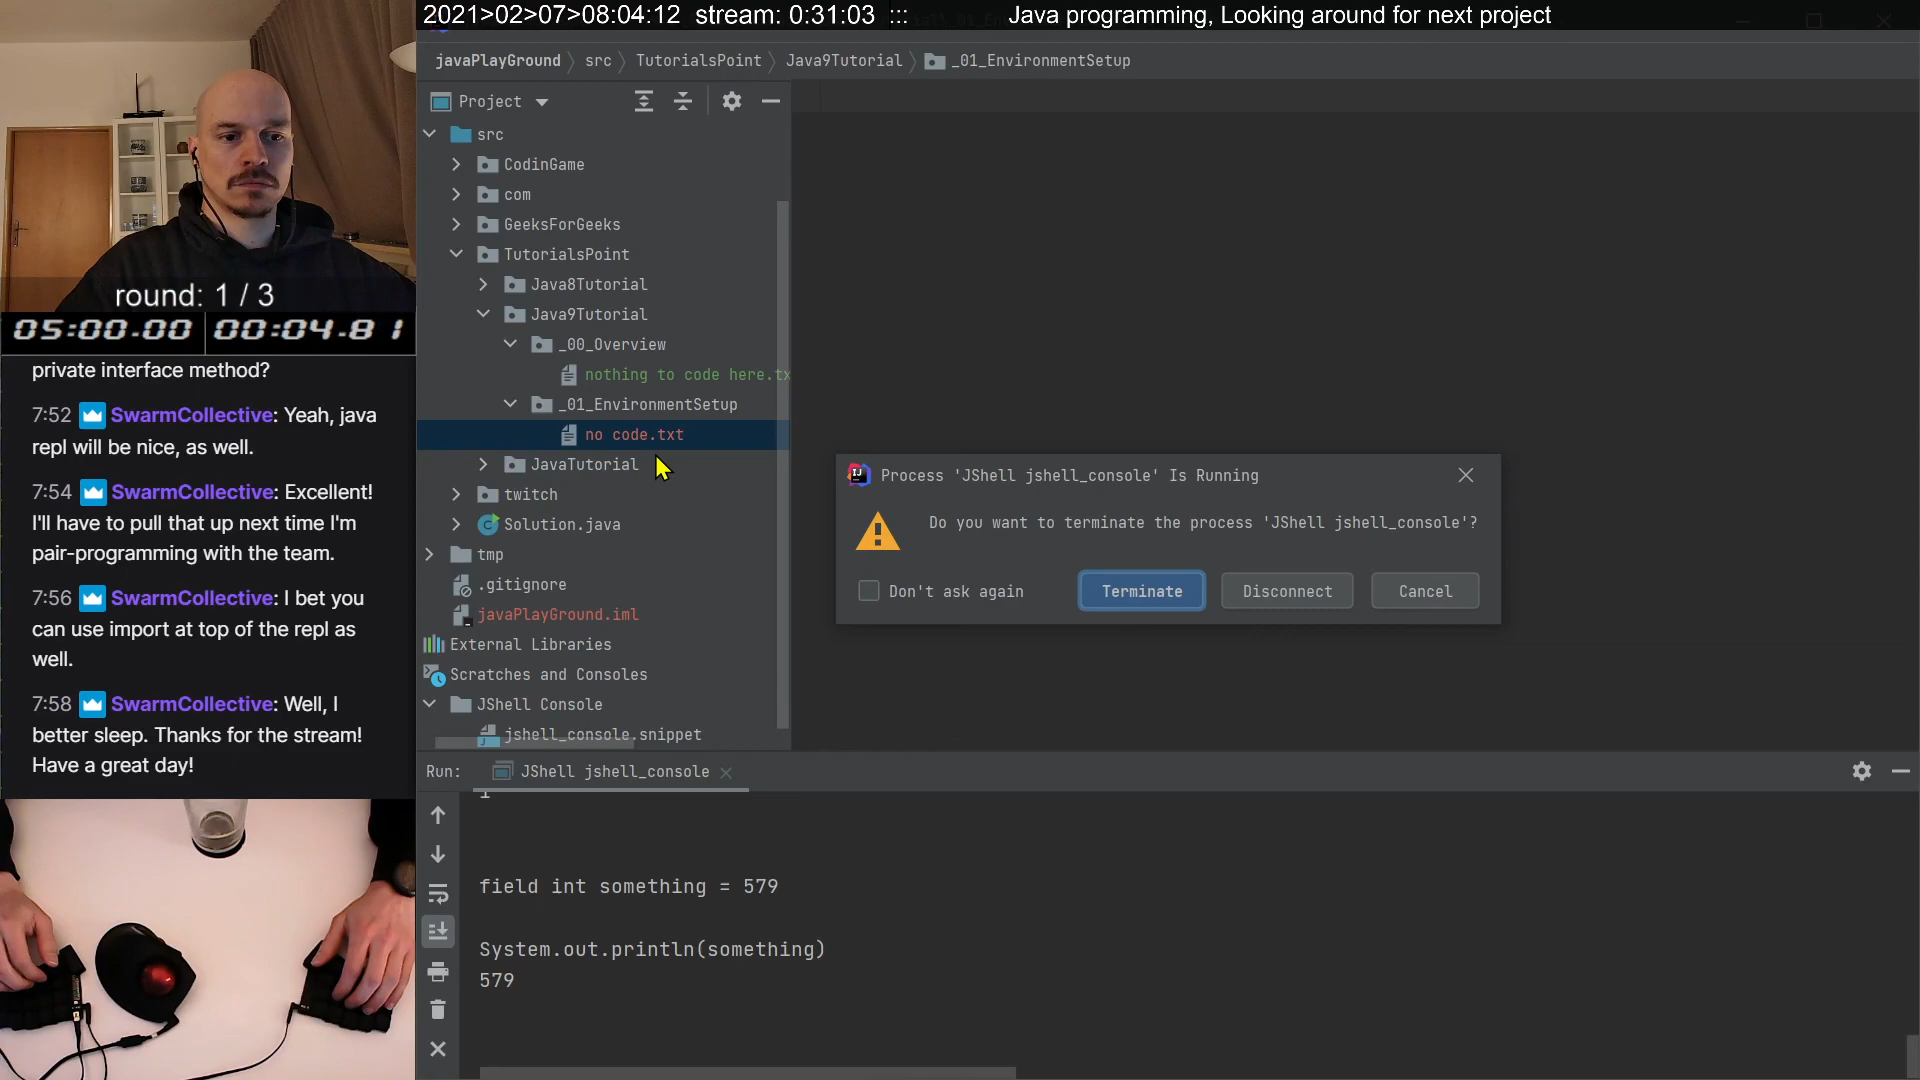 2021>02>07>08:04:12 stream: 0:31:03 ::: Java programming, Looking around for next project
javaPlayGround src TutorialsPoint Java9Tutorial _01_EnvironmentSetup
Project
src
CodinGame
com
GeeksForGeeks
TutorialsPoint
Java8Tutorial
Java9Tutorial
_00_Overview
nothing to code here.tx
_01_EnvironmentSetup
no code.txt
JavaTutorial
twitch
Solution.java
tmp
.gitignore
javaPlayGround.iml
External Libraries
Scratches and Consoles
JShell Console
jshell_console.snippet
round: 1 / 3
05:00.00 00:04.81
private interface method?
7:52 SwarmCollective: Yeah, java
repl will be nice, as well.
7:54 SwarmCollective: Excellent!
I'll have to pull that up next time I'm
pair-programming with the team.
7:56 SwarmCollective: I bet you
can use import at top of the repl as
well.
7:58 SwarmCollective: Well, I
better sleep. Thanks for the stream!
Have a great day!
Process 'JShell jshell_console' Is Running
Do you want to terminate the process 'JShell jshell_console'?
Don't ask again
Terminate
Disconnect
Cancel
Run: JShell jshell_console
field int something = 579
System.out.println(something)
579